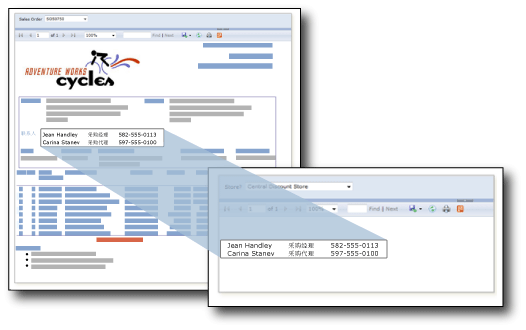 Sales Order SO50750
1 of 1 100% Find | Next
ADVENTURE WORKS
cycles
联系人
Jean Handley 采购经理 582-555-0113
Carina Stanev 采购代理 597-555-0100
Store: Central Discount Store
1 of 1 100% Find | Next
Jean Handley 采购经理 582-555-0113
Carina Stanev 采购代理 597-555-0100